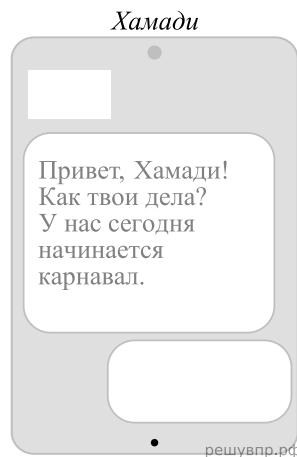 Хамади
Привет, Хамади!
Как твои дела?
У нас сегодня
начинается
карнавал.
решувпр.рф